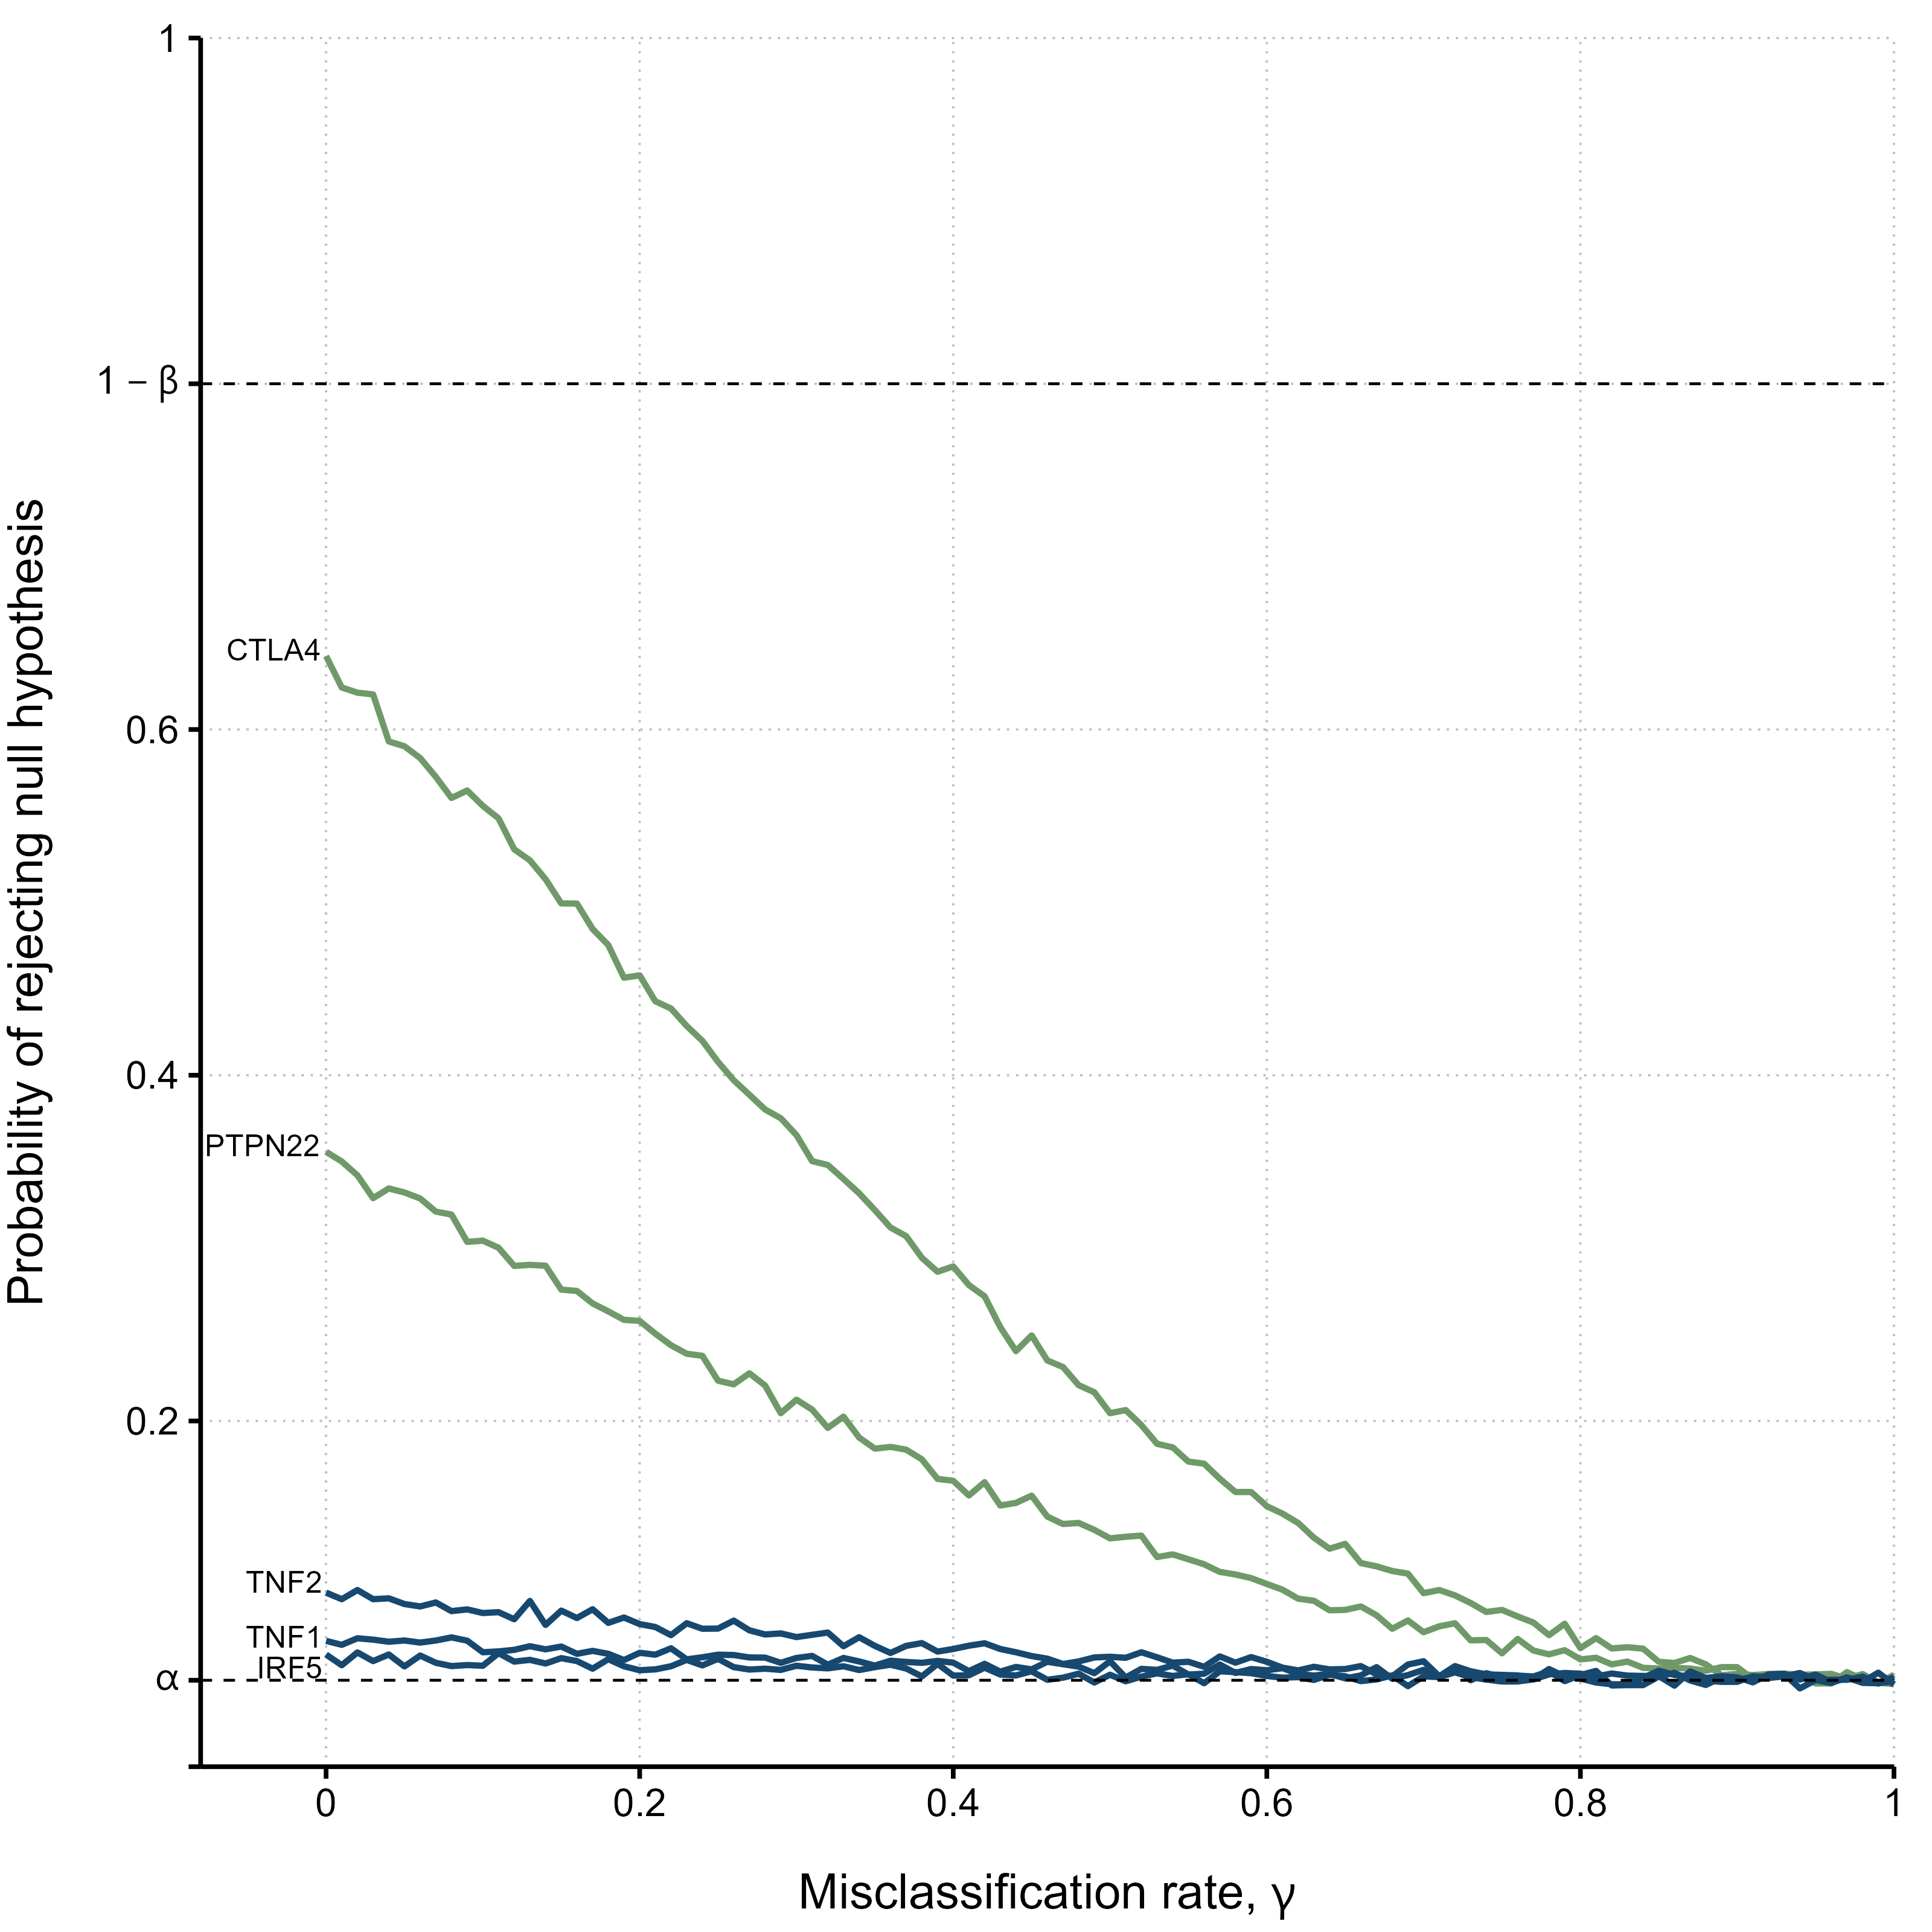 Probability of rejecting null hypothesis
1
1 − β
0.6
0.4
0.2
α
CTLA4
PTPN22
TNF2
TNF1
IRF5
0 0.2 0.4 0.6 0.8 1
Misclassification rate, γ